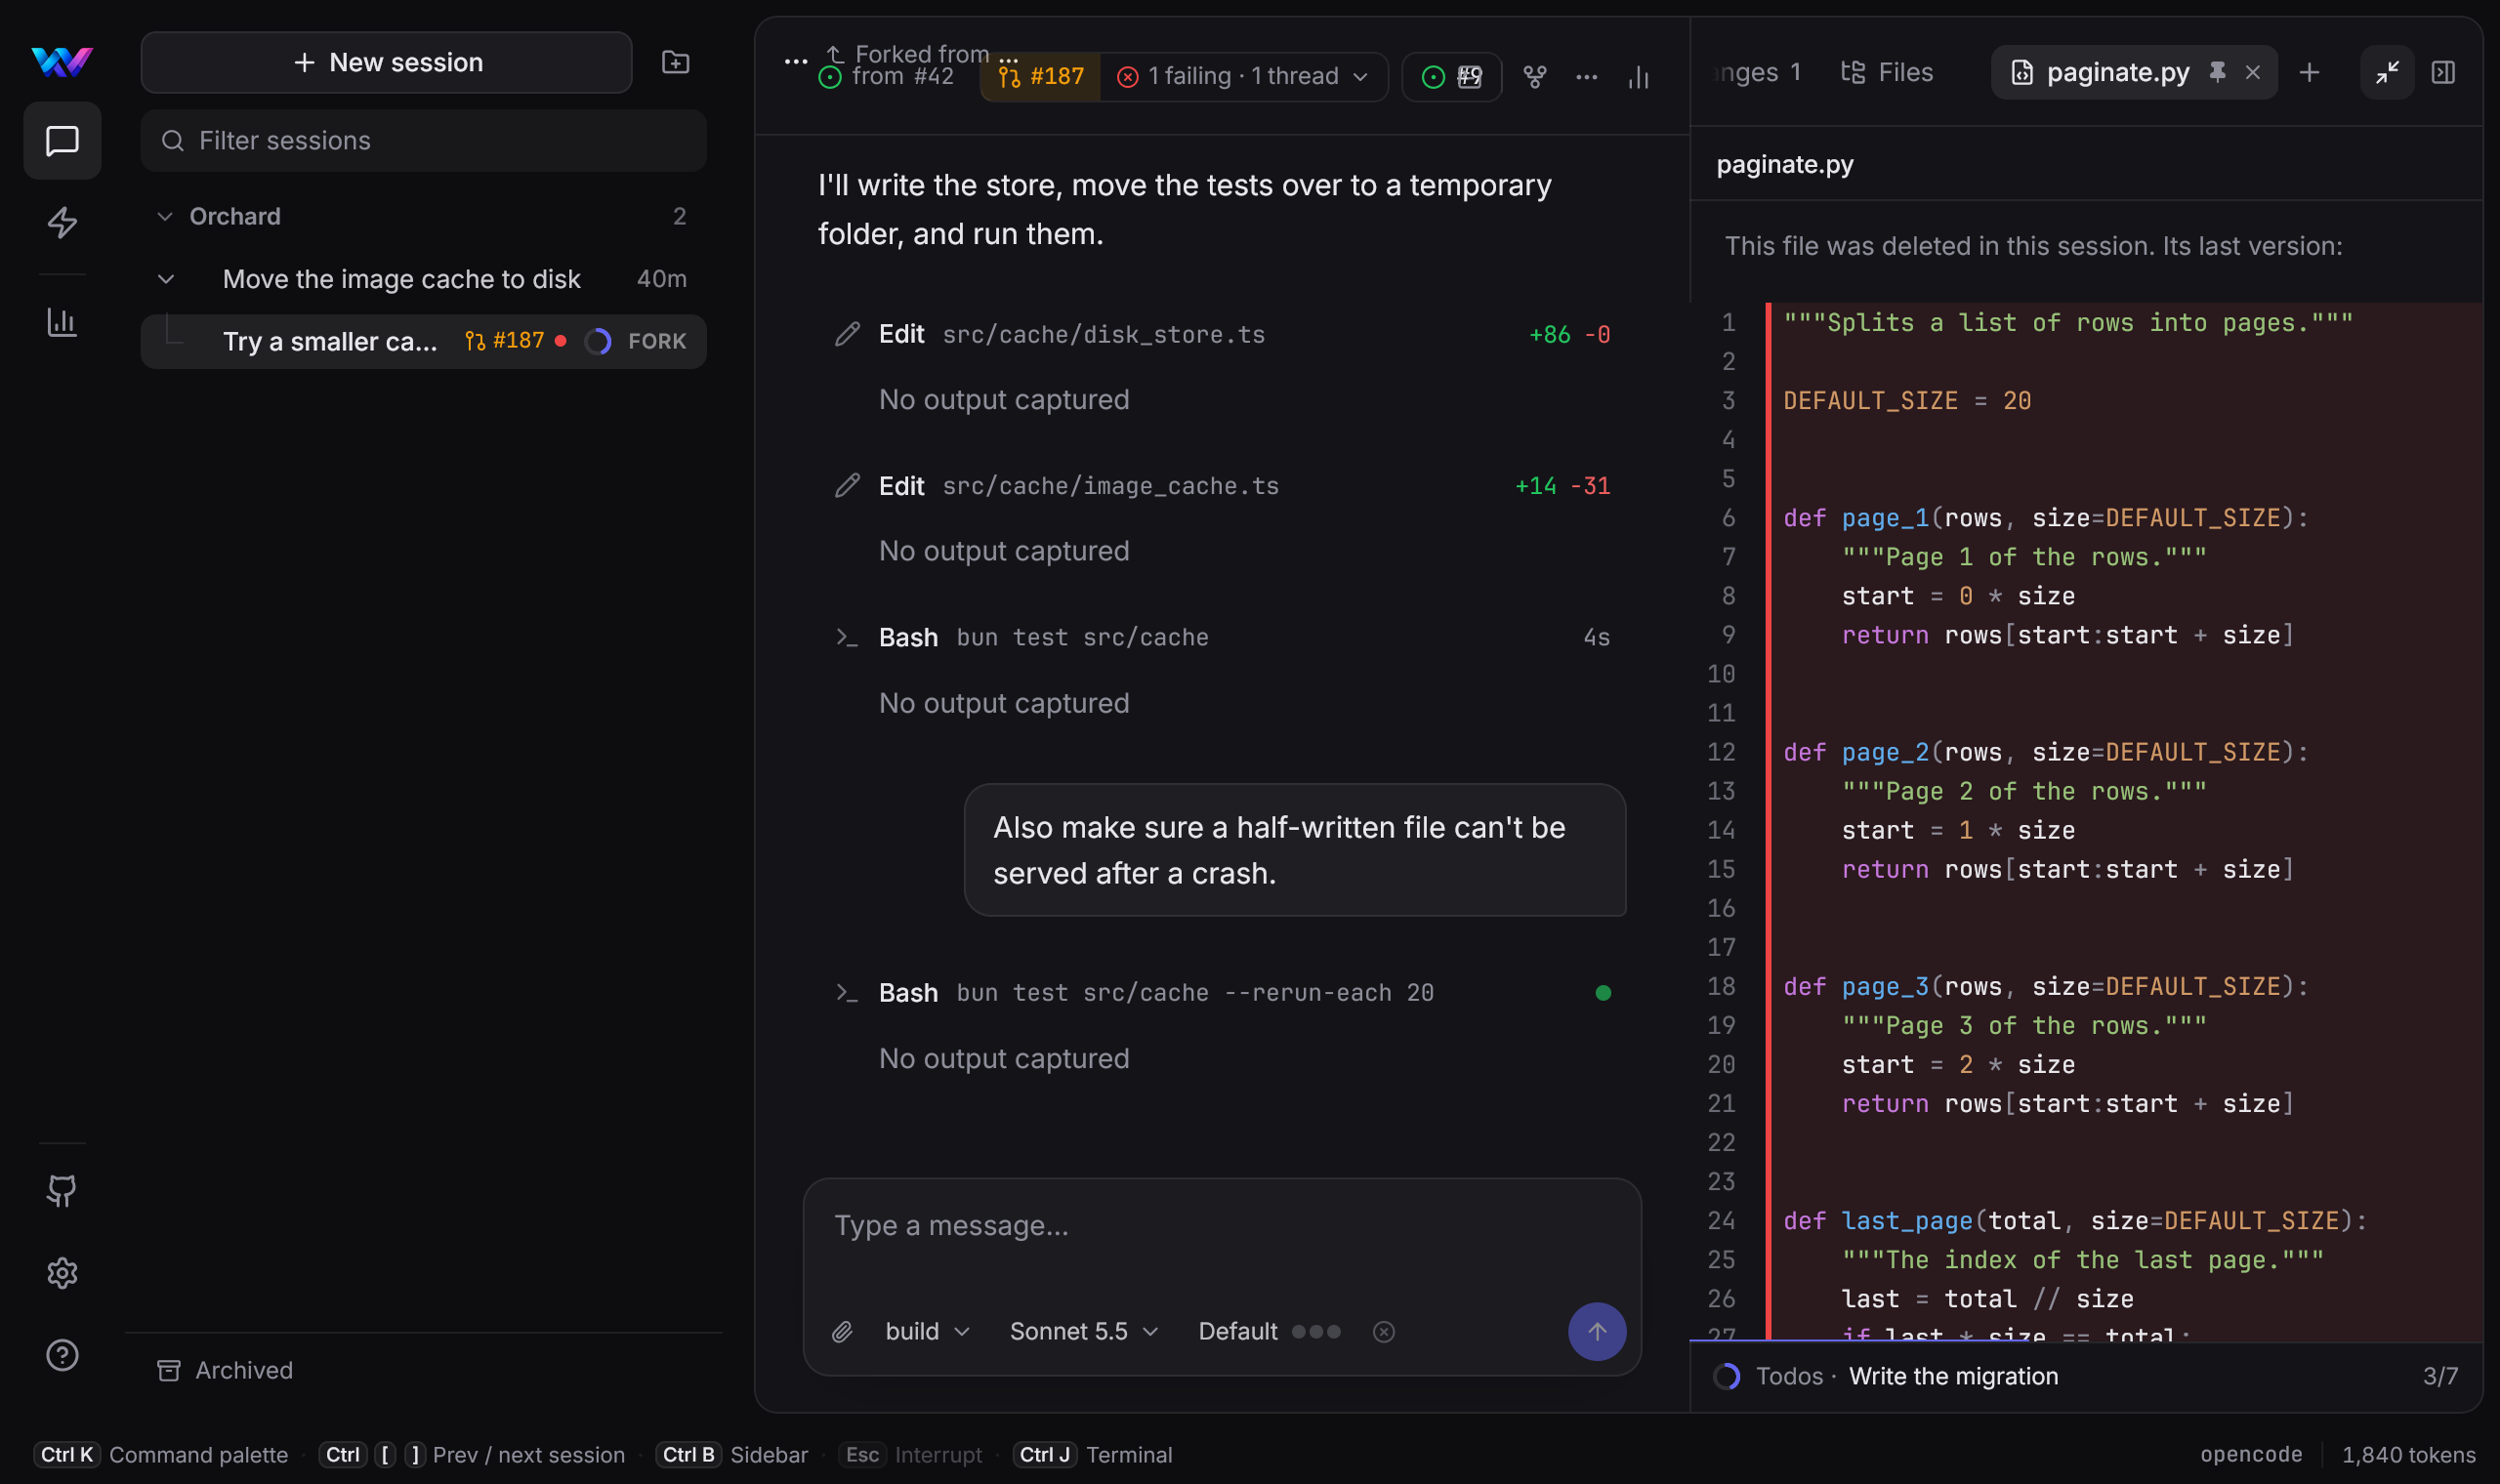 New session
Filter sessions
Orchard 2
Move the image cache to disk 40m
Try a smaller ca... #187 FORK
Archived
Forked from ...
from #42 #187 1 failing · 1 thread #9
I'll write the store, move the tests over to a temporary
folder, and run them.
Edit src/cache/disk_store.ts +86 -0
No output captured
Edit src/cache/image_cache.ts +14 -31
No output captured
Bash bun test src/cache 4s
No output captured
Also make sure a half-written file can't be
served after a crash.
Bash bun test src/cache --rerun-each 20
No output captured
Type a message...
build Sonnet 5.5 Default
anges 1 Files paginate.py
paginate.py
This file was deleted in this session. Its last version:
1 """Splits a list of rows into pages."""
2
3 DEFAULT_SIZE = 20
4
5
6 def page_1(rows, size=DEFAULT_SIZE):
7 """Page 1 of the rows."""
8 start = 0 * size
9 return rows[start:start + size]
10
11
12 def page_2(rows, size=DEFAULT_SIZE):
13 """Page 2 of the rows."""
14 start = 1 * size
15 return rows[start:start + size]
16
17
18 def page_3(rows, size=DEFAULT_SIZE):
19 """Page 3 of the rows."""
20 start = 2 * size
21 return rows[start:start + size]
22
23
24 def last_page(total, size=DEFAULT_SIZE):
25 """The index of the last page."""
26 last = total // size
27 if last * size == total:
Todos · Write the migration 3/7
Ctrl K Command palette · Ctrl [ ] Prev / next session · Ctrl B Sidebar · Esc Interrupt · Ctrl J Terminal
opencode 1,840 tokens